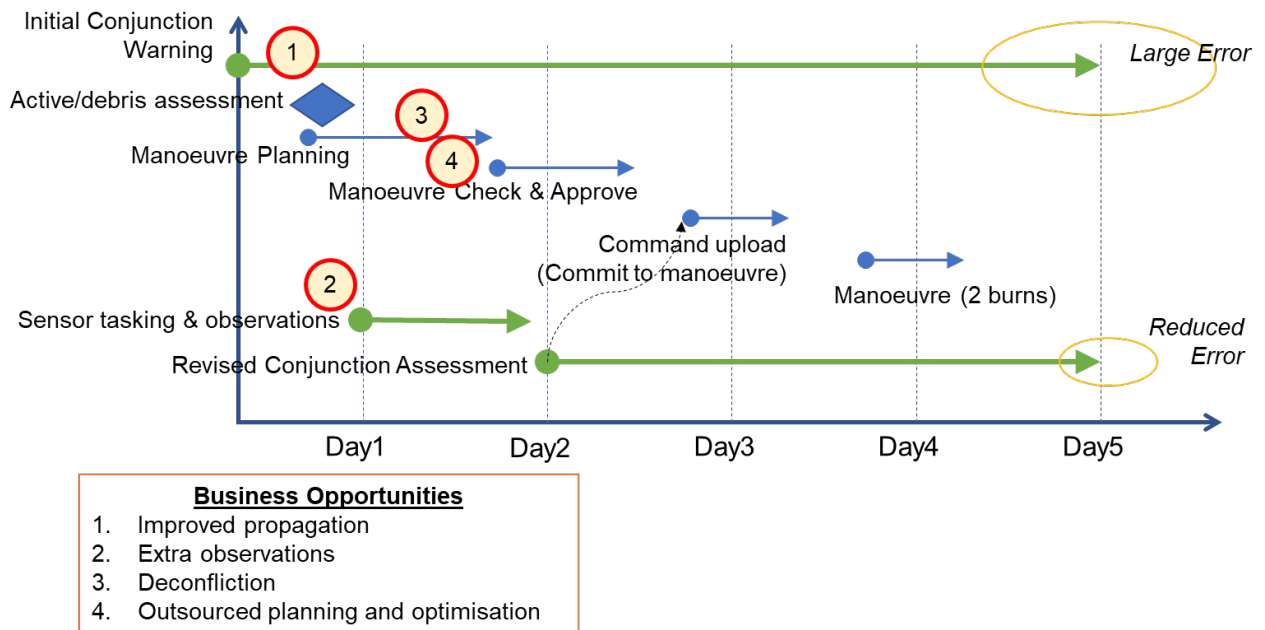 Initial Conjunction
Warning
1
Large Error
Active/debris assessment
3
Manoeuvre Planning
4
Manoeuvre Check & Approve
Command upload
(Commit to manoeuvre)
2
Manoeuvre (2 burns)
Sensor tasking & observations
Reduced
Error
Revised Conjunction Assessment
Day1
Day2
Day3
Day4
Day5
Business Opportunities
1. Improved propagation
2. Extra observations
3. Deconfliction
4. Outsourced planning and optimisation